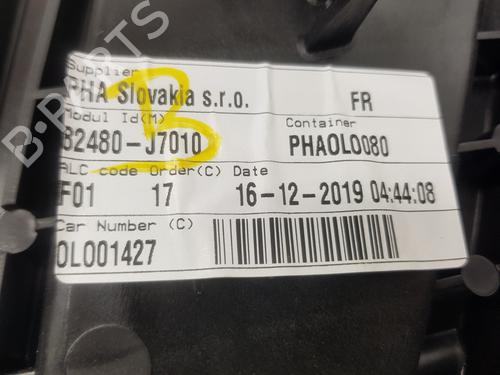 Supplier
PHA Slovakia s.r.o. FR
Modul Id(M) Container
82480-J7010 PHAOLO080
ALC code Order(C) Date
F01 17 16-12-2019 04:44:08
Car Number (C)
OL001427
B
B-PARTS